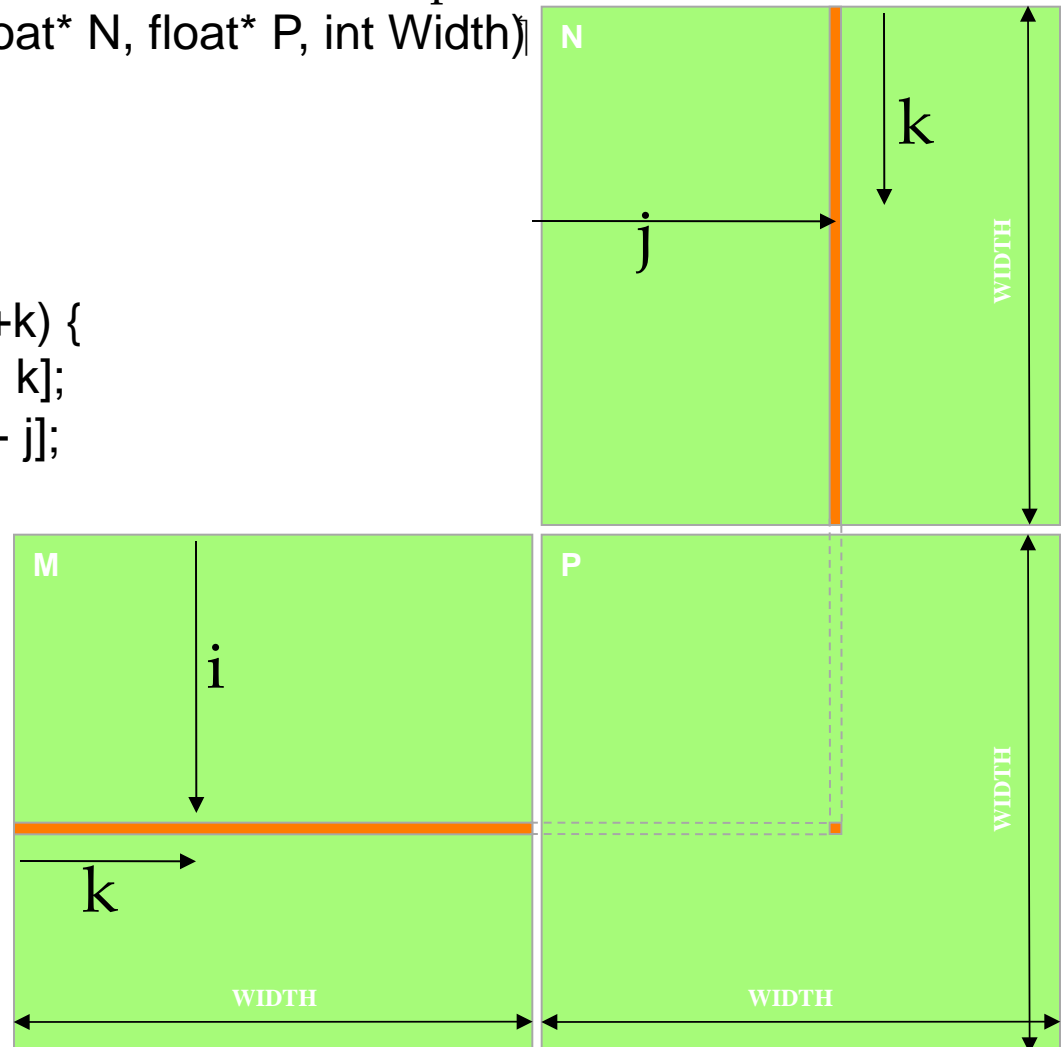 oat* N, float* P, int Width)
N
k
j
WIDTH
+k) {
k];
- j];
M
P
i
WIDTH
k
WIDTH
WIDTH